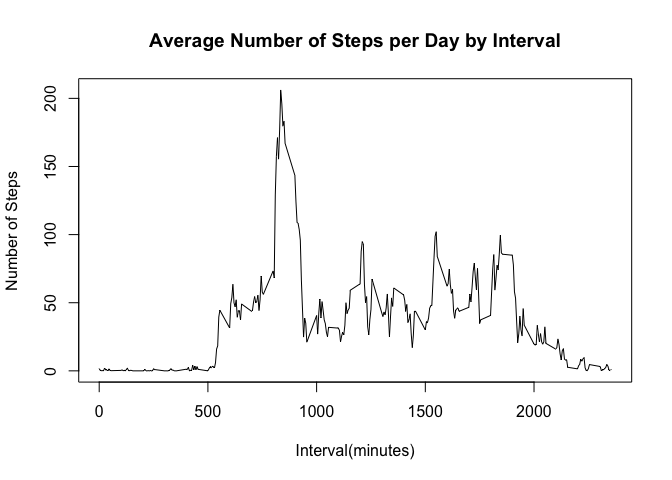 Average Number of Steps per Day by Interval
Number of Steps
200
150
100
50
0
0 500 1000 1500 2000
Interval(minutes)